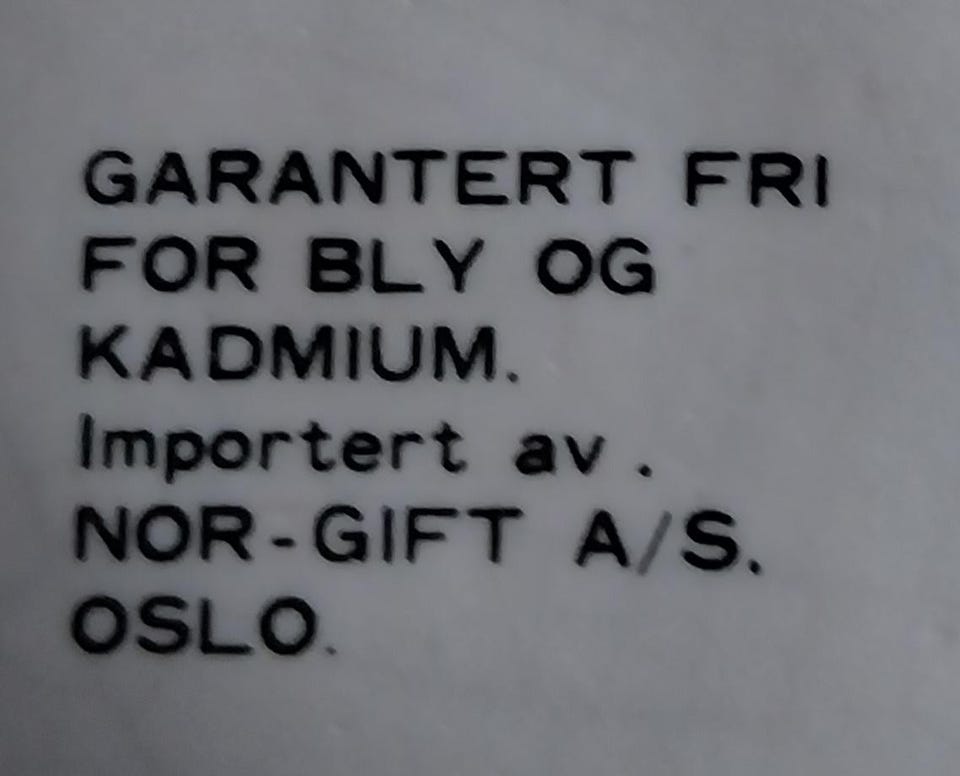 GARANTERT FRI
FOR BLY OG
KADMIUM.
Importert av .
NOR-GIFT A/S.
OSLO.